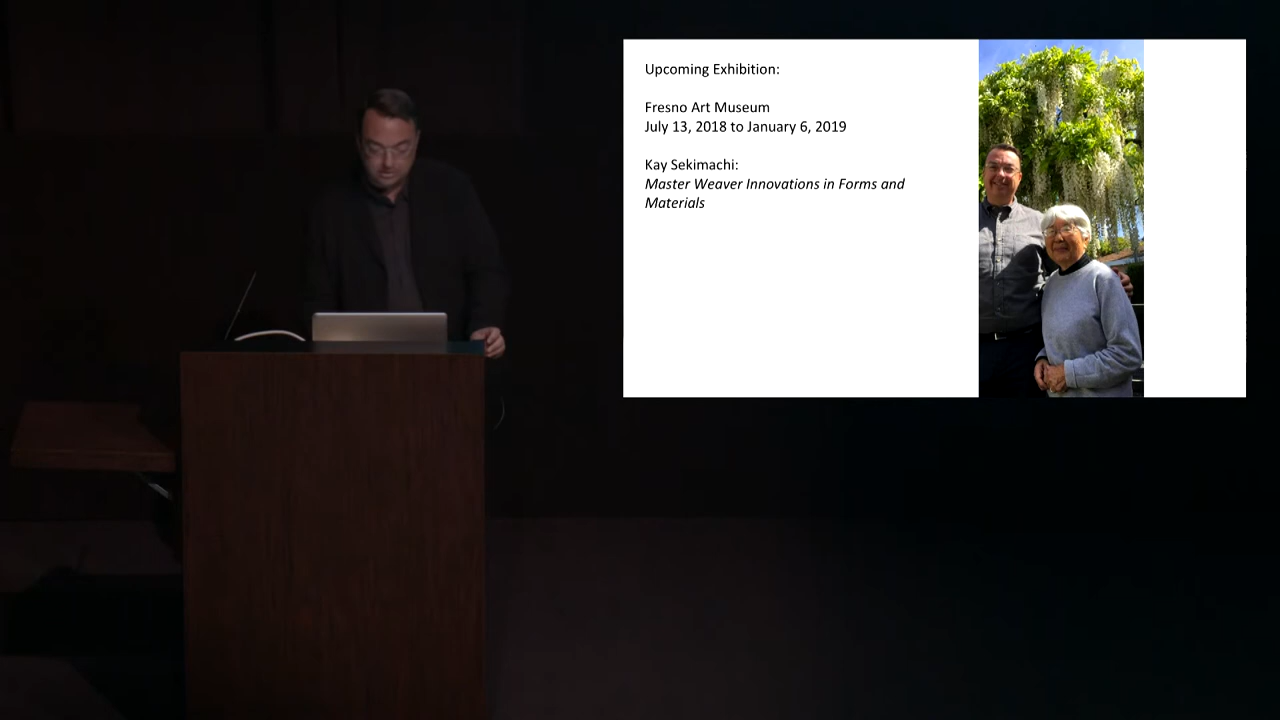 Upcoming Exhibition:
Fresno Art Museum
July 13, 2018 to January 6, 2019
Kay Sekimachi:
Master Weaver Innovations in Forms and
Materials